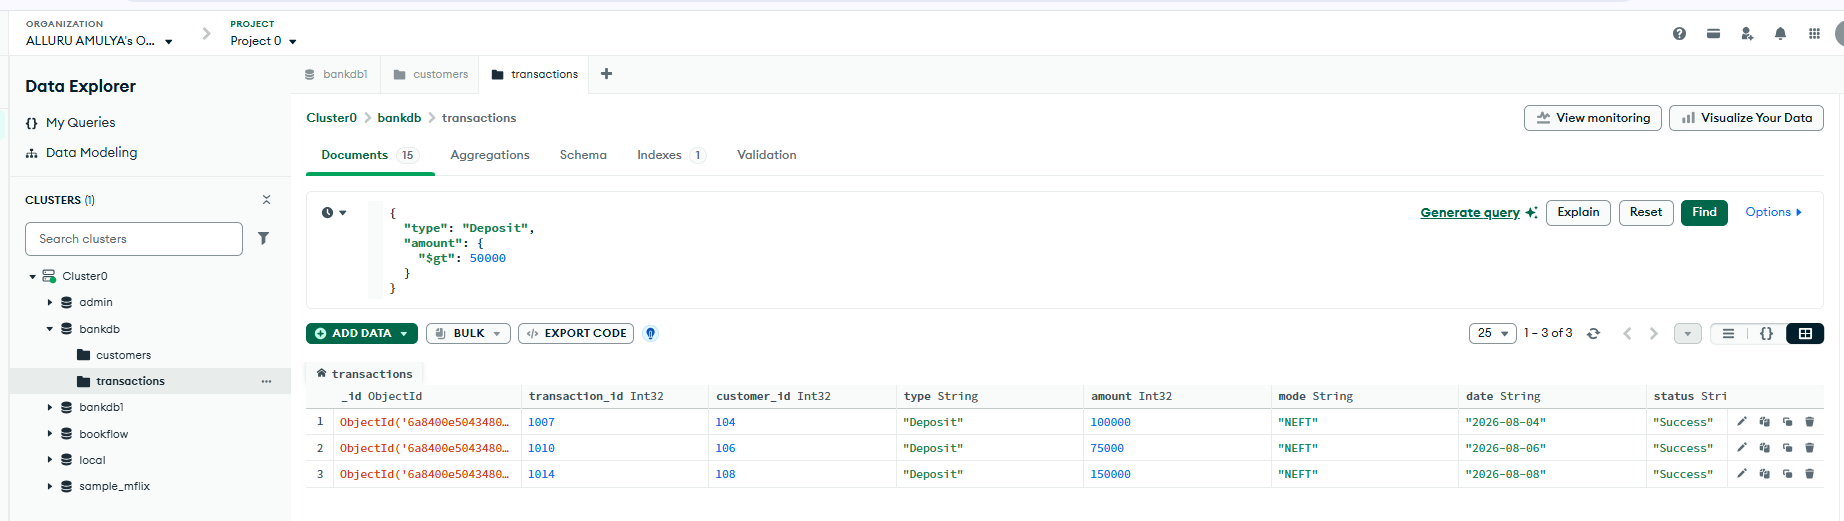 ORGANIZATION
ALLURU AMULYA's O...
PROJECT
Project 0
Data Explorer
My Queries
Data Modeling
CLUSTERS (1)
Search clusters
Cluster0
admin
bankdb
customers
transactions
bankdb1
bookflow
local
sample_mflix
bankdb1
customers
transactions
Cluster0 > bankdb > transactions
View monitoring
Visualize Your Data
Documents 15
Aggregations
Schema
Indexes 1
Validation
{
"type": "Deposit",
"amount": {
"$gt": 50000
}
}
Generate query
Explain
Reset
Find
Options
ADD DATA
BULK
EXPORT CODE
25
1 – 3 of 3
transactions
_id ObjectId transaction_id Int32 customer_id Int32 type String amount Int32 mode String date String status Stri
1 ObjectId('6a8400e5043480… 1007 104 "Deposit" 100000 "NEFT" "2026-08-04" "Success"
2 ObjectId('6a8400e5043480… 1010 106 "Deposit" 75000 "NEFT" "2026-08-06" "Success"
3 ObjectId('6a8400e5043480… 1014 108 "Deposit" 150000 "NEFT" "2026-08-08" "Success"